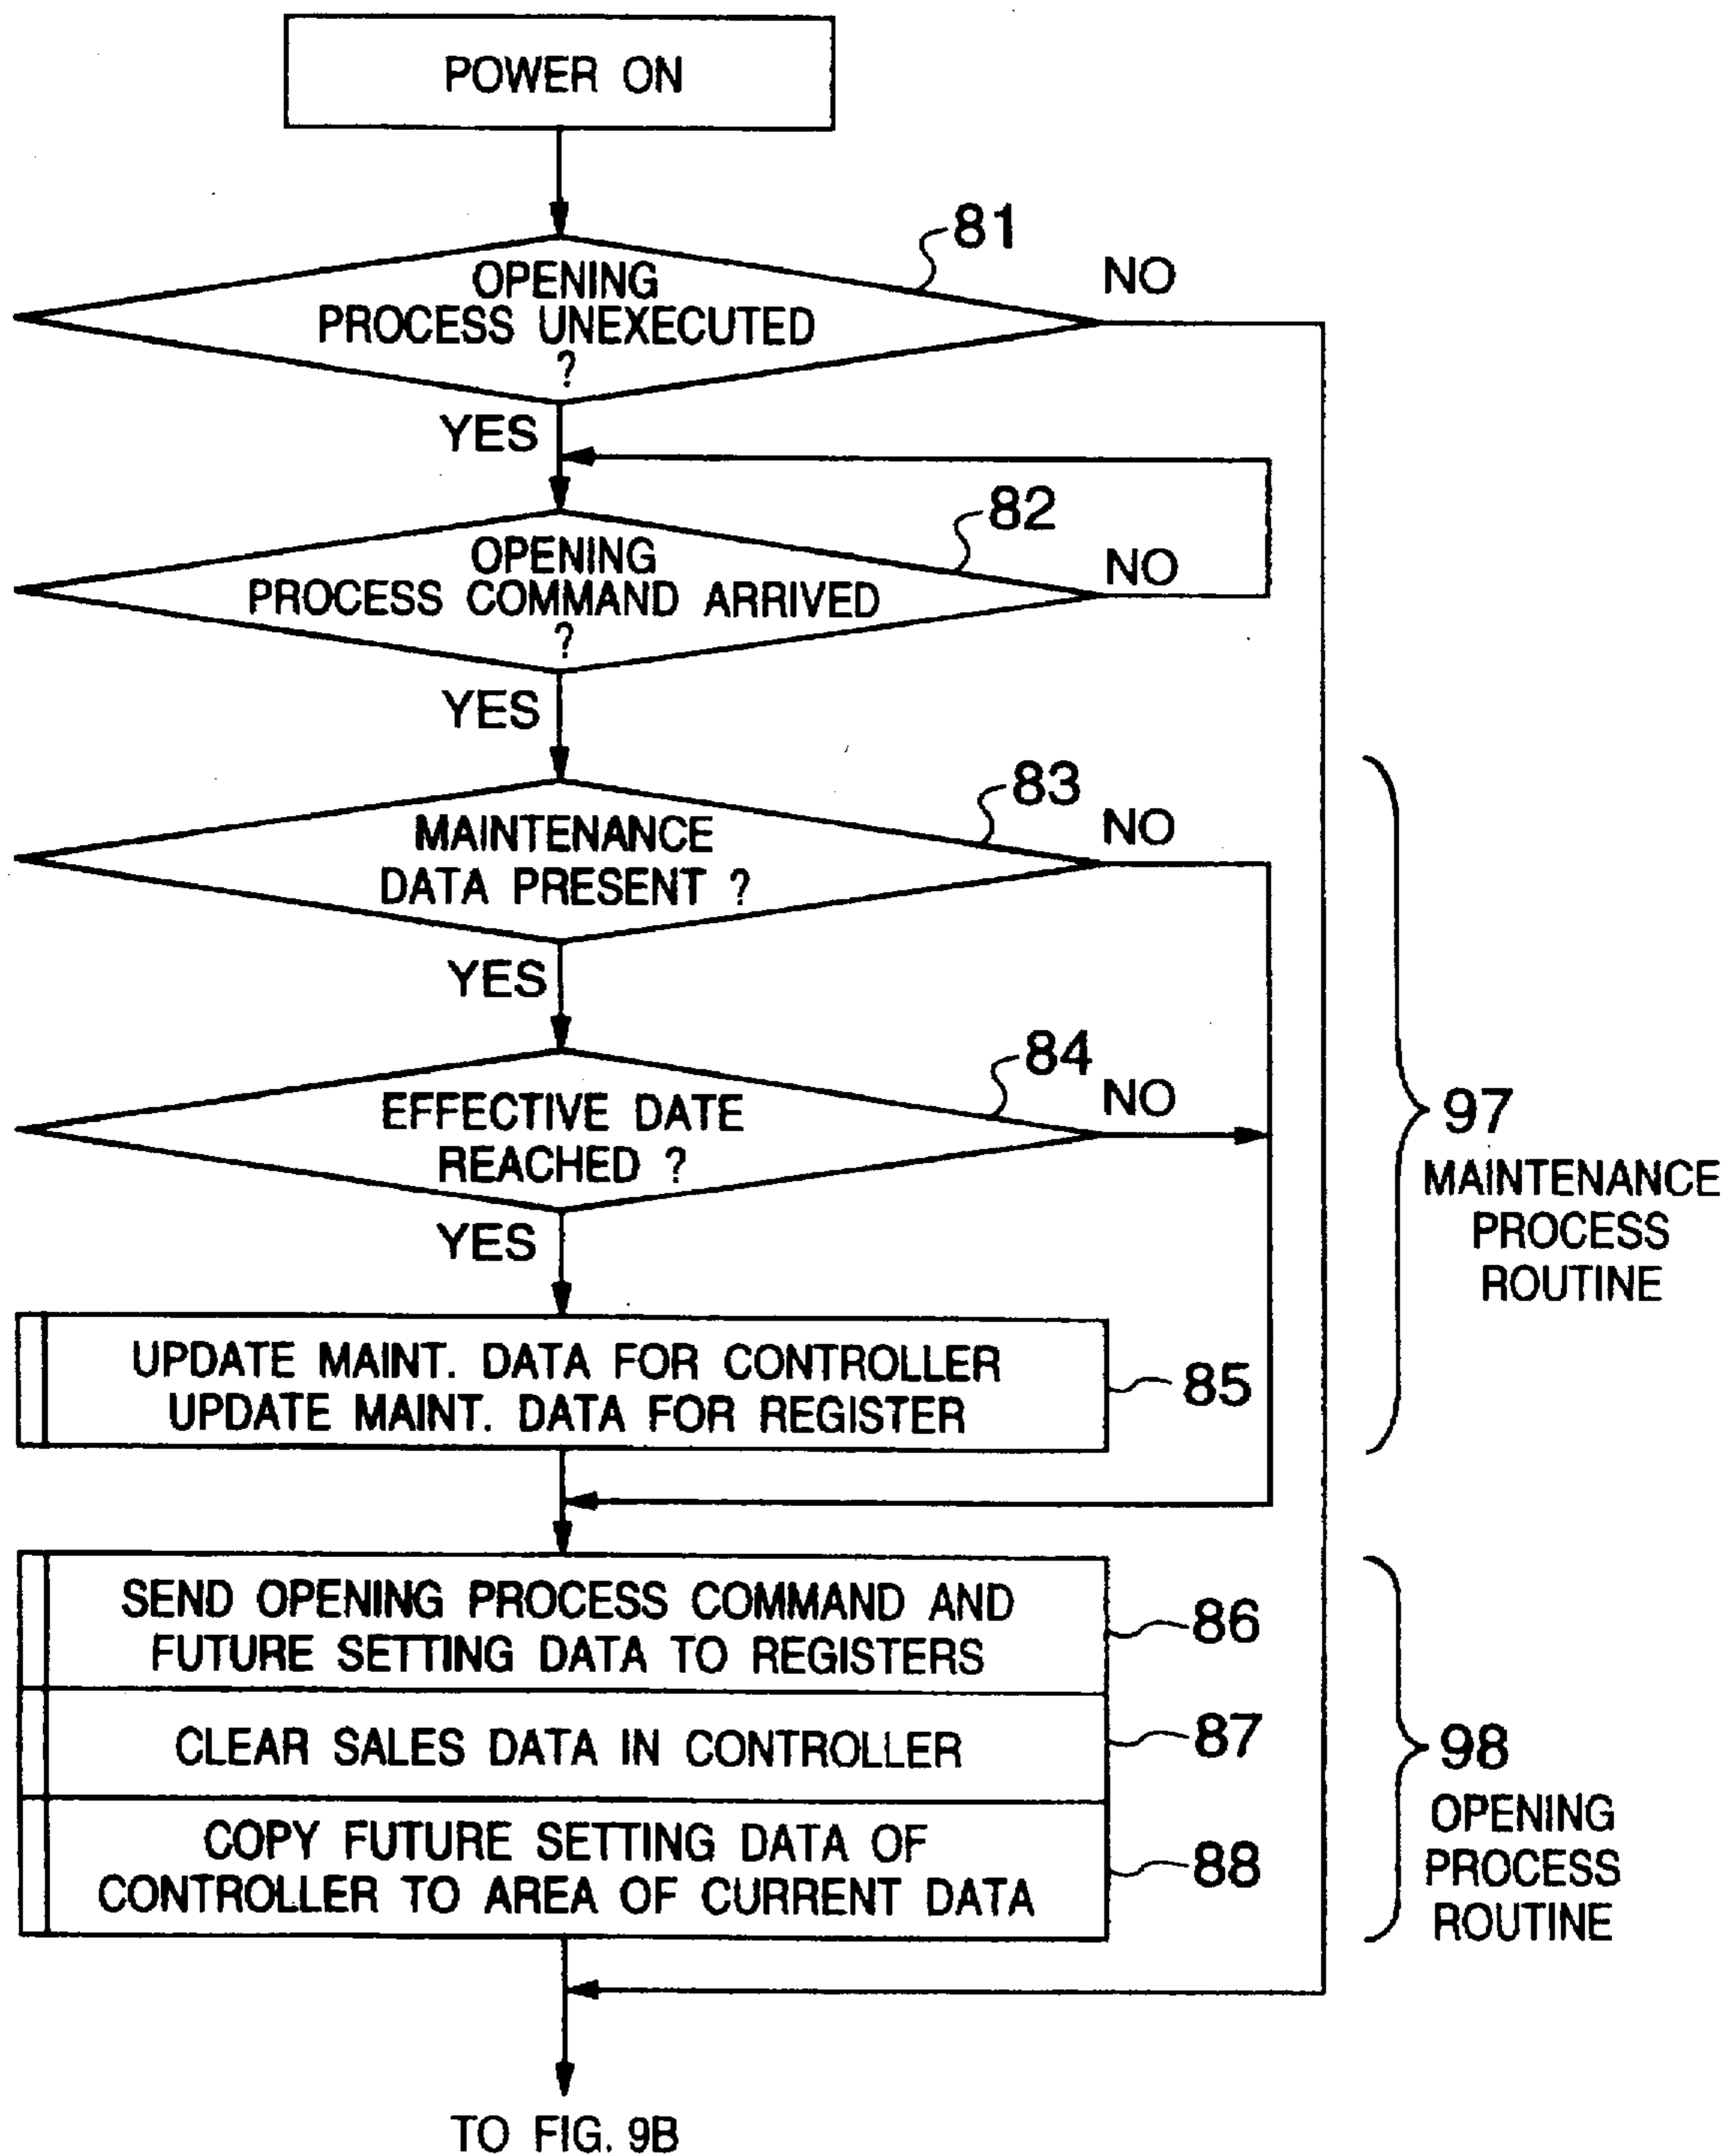 POWER ON
81
OPENING
PROCESS UNEXECUTED
?
NO
YES
82
OPENING
PROCESS COMMAND ARRIVED
?
NO
YES
83
MAINTENANCE
DATA PRESENT ?
NO
YES
84
EFFECTIVE DATE
REACHED ?
NO
YES
97
MAINTENANCE
PROCESS
ROUTINE
UPDATE MAINT. DATA FOR CONTROLLER
UPDATE MAINT. DATA FOR REGISTER
85
SEND OPENING PROCESS COMMAND AND
FUTURE SETTING DATA TO REGISTERS
86
CLEAR SALES DATA IN CONTROLLER
87
COPY FUTURE SETTING DATA OF
CONTROLLER TO AREA OF CURRENT DATA
88
98
OPENING
PROCESS
ROUTINE
TO FIG. 9B